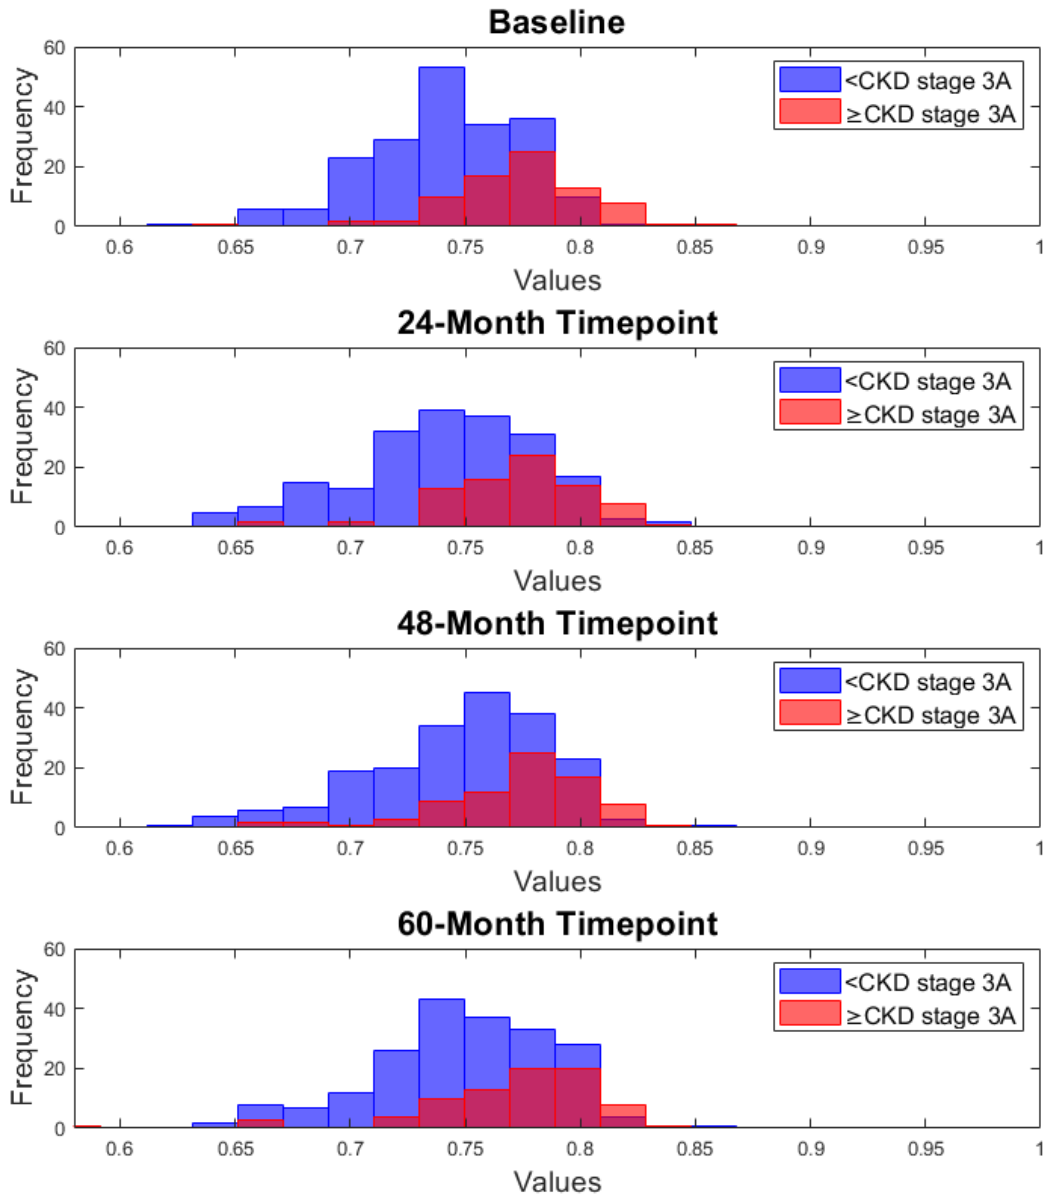 Baseline
60
40
20
0
Frequency
<CKD stage 3A
≥CKD stage 3A
0.6 0.65 0.7 0.75 0.8 0.85 0.9 0.95 1
Values
24-Month Timepoint
60
40
20
0
Frequency
<CKD stage 3A
≥CKD stage 3A
0.6 0.65 0.7 0.75 0.8 0.85 0.9 0.95 1
Values
48-Month Timepoint
60
40
20
0
Frequency
<CKD stage 3A
≥CKD stage 3A
0.6 0.65 0.7 0.75 0.8 0.85 0.9 0.95 1
Values
60-Month Timepoint
60
40
20
0
Frequency
<CKD stage 3A
≥CKD stage 3A
0.6 0.65 0.7 0.75 0.8 0.85 0.9 0.95 1
Values